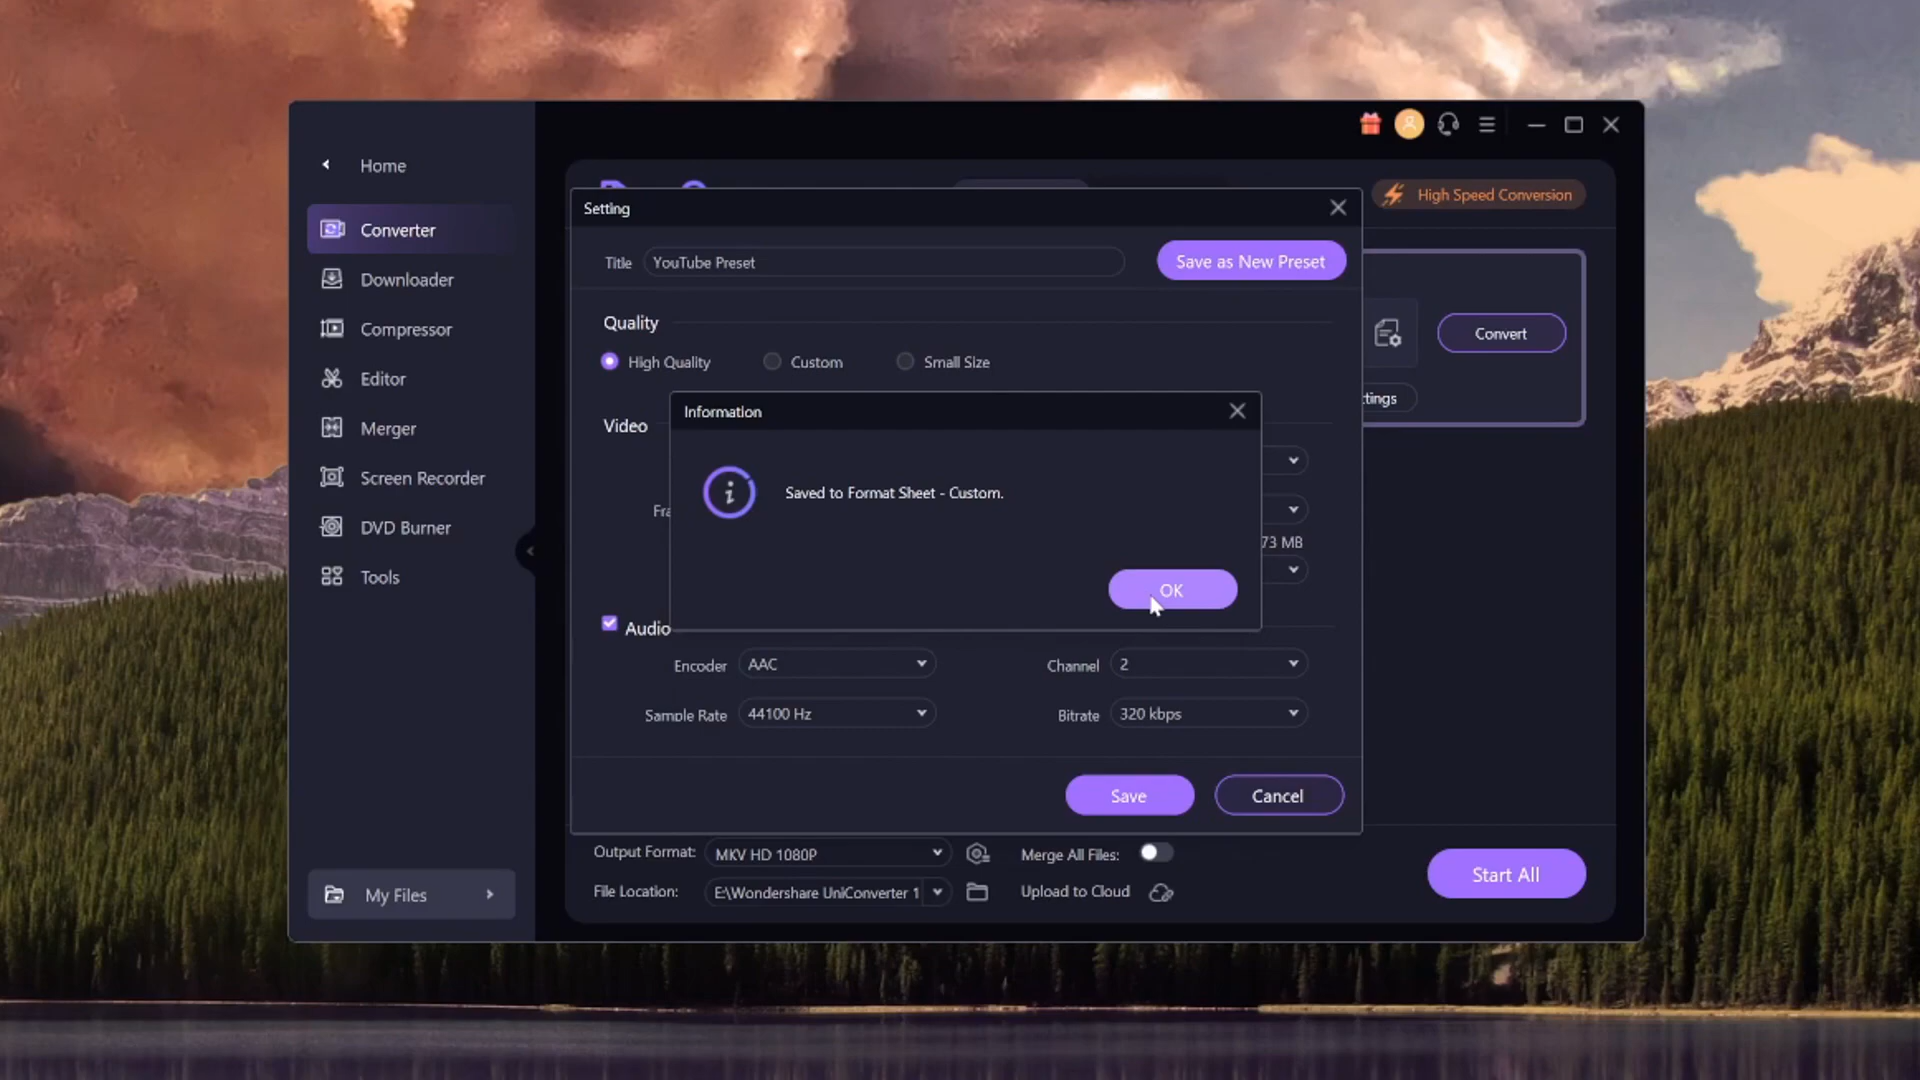 Home
Converter
Downloader
Compressor
Editor
Merger
Screen Recorder
DVD Burner
Tools
My Files
High Speed Conversion
Setting
Title YouTube Preset
Save as New Preset
Quality
High Quality Custom Small Size
Convert
ttings
Video
Information
Saved to Format Sheet - Custom.
Fra
73 MB
OK
Audio
Encoder AAC Channel 2
Sample Rate 44100 Hz Bitrate 320 kbps
Save Cancel
Output Format: MKV HD 1080P Merge All Files:
File Location: E:\Wondershare UniConverter 1 Upload to Cloud
Start All